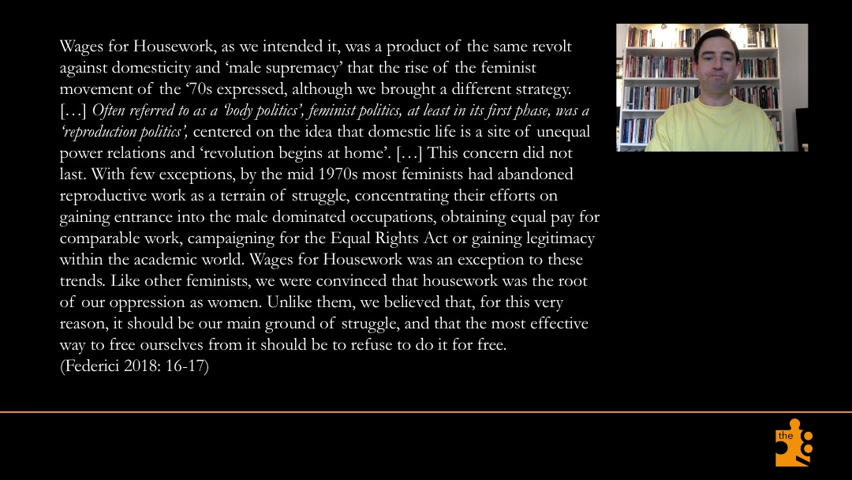 Wages for Housework, as we intended it, was a product of the same revolt
against domesticity and ‘male supremacy’ that the rise of the feminist
movement of the ‘70s expressed, although we brought a different strategy.
[…] Often referred to as a ‘body politics’, feminist politics, at least in its first phase, was a
‘reproduction politics’, centered on the idea that domestic life is a site of unequal
power relations and ‘revolution begins at home’. […] This concern did not
last. With few exceptions, by the mid 1970s most feminists had abandoned
reproductive work as a terrain of struggle, concentrating their efforts on
gaining entrance into the male dominated occupations, obtaining equal pay for
comparable work, campaigning for the Equal Rights Act or gaining legitimacy
within the academic world. Wages for Housework was an exception to these
trends. Like other feminists, we were convinced that housework was the root
of our oppression as women. Unlike them, we believed that, for this very
reason, it should be our main ground of struggle, and that the most effective
way to free ourselves from it should be to refuse to do it for free.
(Federici 2018: 16-17)
the